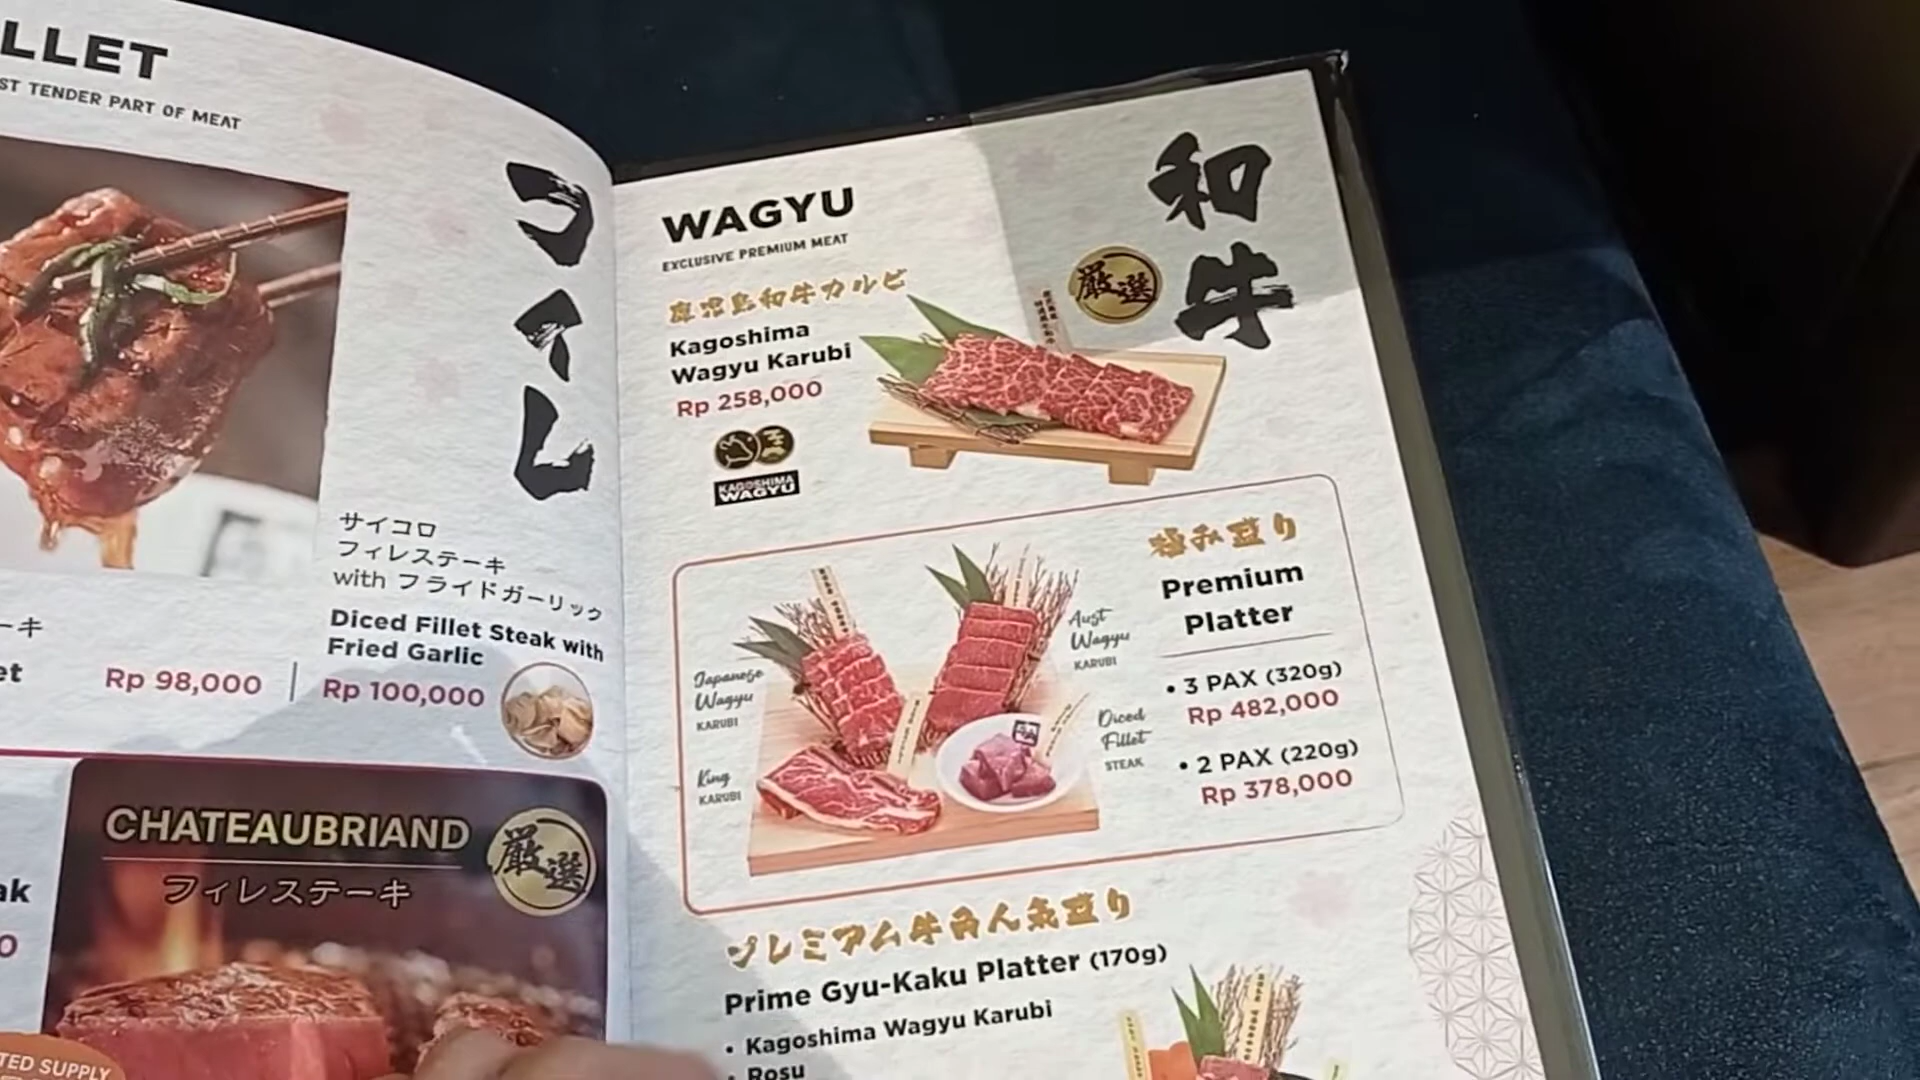 LLET
ST TENDER PART OF MEAT
フィレ
サイコロ
フィレステーキ
with フライドガーリック
Diced Fillet Steak with
Fried Garlic
Rp 100,000
ーキ
et
Rp 98,000
CHATEAUBRIAND
フィレステーキ
厳選
ak
0
TED SUPPLY
WAGYU
EXCLUSIVE PREMIUM MEAT
和牛
厳選
鹿児島和牛カルビ
Kagoshima
Wagyu Karubi
Rp 258,000
KAGOSHIMA
WAGYU
極み盛り
Premium
Platter
• 3 PAX (320g)
Rp 482,000
• 2 PAX (220g)
Rp 378,000
Japanese
Wagyu
KARUBI
Aust
Wagyu
KARUBI
King
KARUBI
Diced
Fillet
STEAK
プレミアム牛角人気盛り
Prime Gyu-Kaku Platter (170g)
• Kagoshima Wagyu Karubi
• Rosu